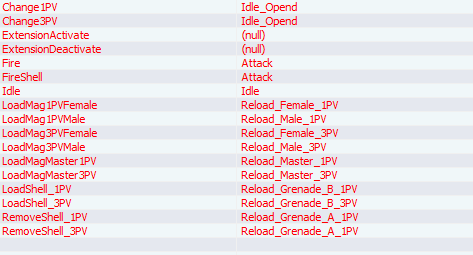 Change1PV Idle_Opend
Change3PV Idle_Opend
ExtensionActivate (null)
ExtensionDeactivate (null)
Fire Attack
FireShell Attack
Idle Idle
LoadMag1PVFemale Reload_Female_1PV
LoadMag1PVMale Reload_Male_1PV
LoadMag3PVFemale Reload_Female_3PV
LoadMag3PVMale Reload_Male_3PV
LoadMagMaster1PV Reload_Master_1PV
LoadMagMaster3PV Reload_Master_3PV
LoadShell_1PV Reload_Grenade_B_1PV
LoadShell_3PV Reload_Grenade_B_3PV
RemoveShell_1PV Reload_Grenade_A_1PV
RemoveShell_3PV Reload_Grenade_A_1PV